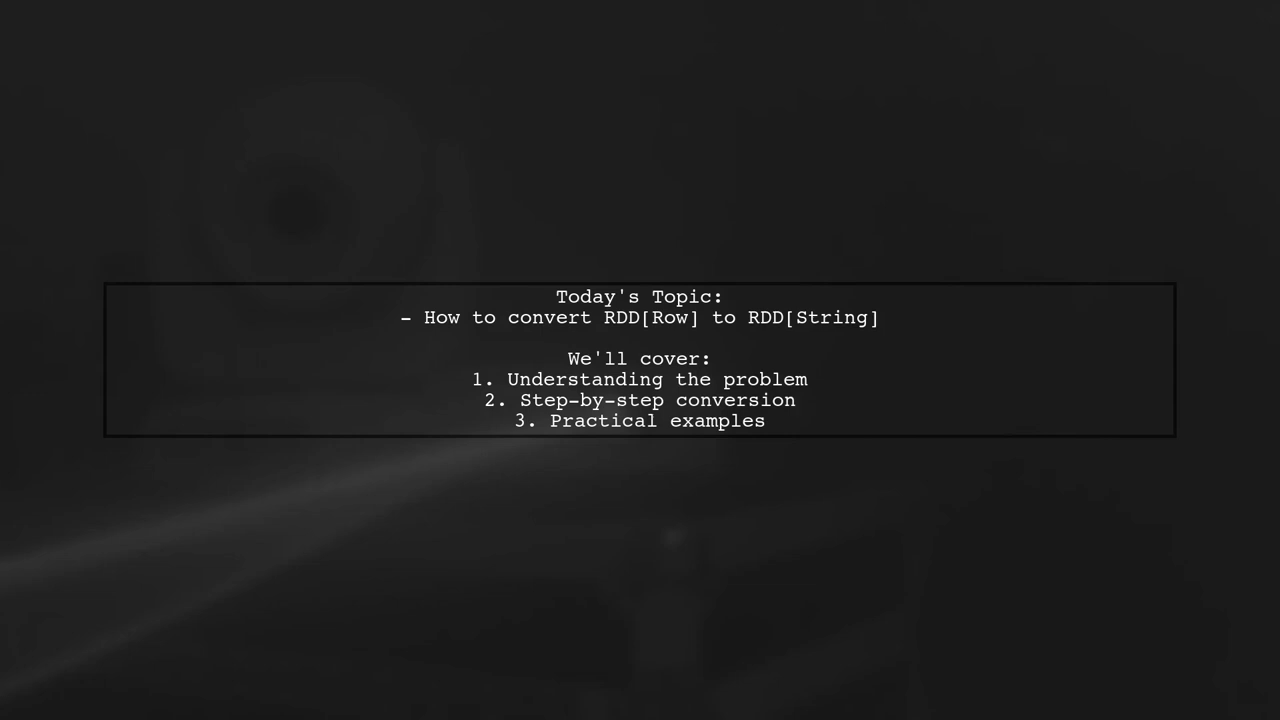 Today's Topic:
- How to convert RDD[Row] to RDD[String]
We'll cover:
1. Understanding the problem
2. Step-by-step conversion
3. Practical examples